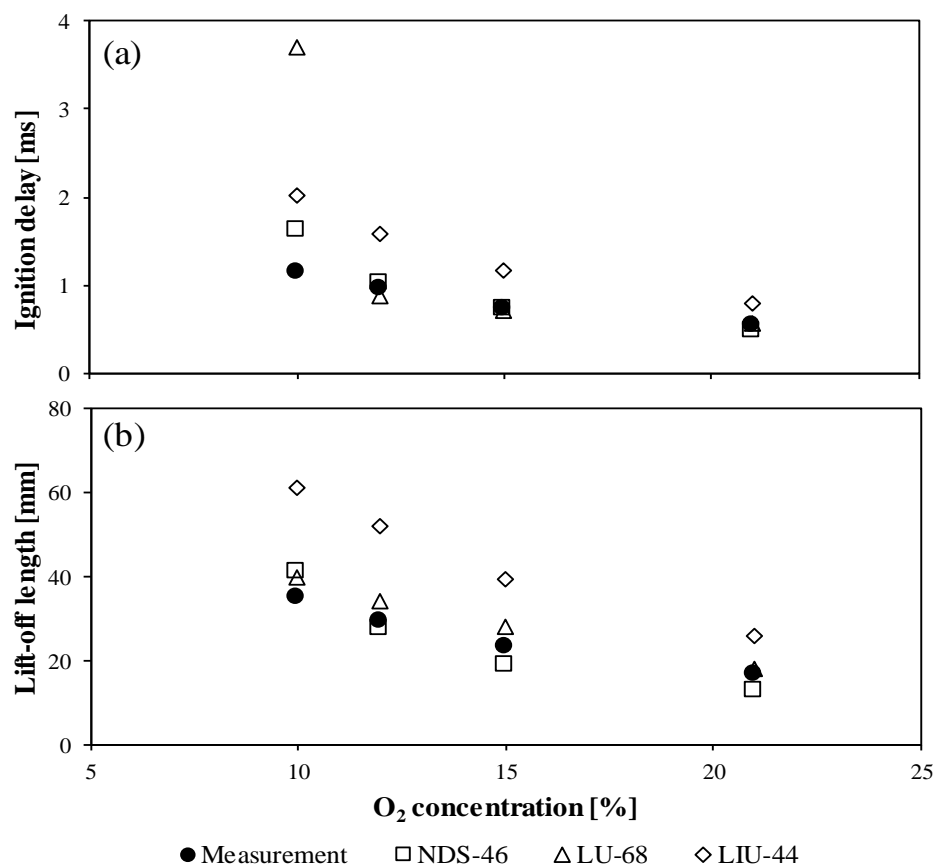 (a)
4
3
2
1
0
Ignition delay [ms]
(b)
80
60
40
20
0
Lift-off length [mm]
5 10 15 20 25
O₂ concentration [%]
Measurement NDS-46 LU-68 LIU-44